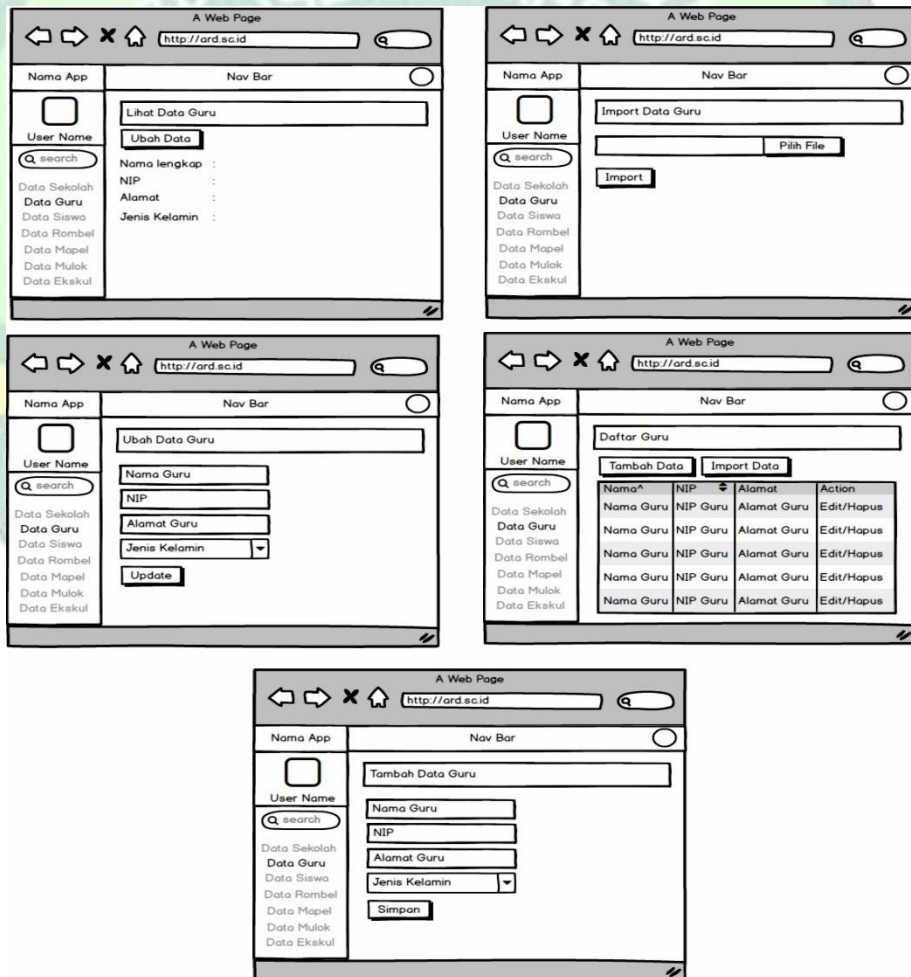 A Web Page
http://ard.sc.id
Nama App
Nav Bar
User Name
search
Data Sekolah
Data Guru
Data Siswa
Data Rombel
Data Mapel
Data Mulok
Data Ekskul
Lihat Data Guru
Ubah Data
Nama lengkap :
NIP :
Alamat :
Jenis Kelamin :
A Web Page
http://ard.sc.id
Nama App
Nav Bar
User Name
search
Data Sekolah
Data Guru
Data Siswa
Data Rombel
Data Mapel
Data Mulok
Data Ekskul
Import Data Guru
Pilih File
Import
A Web Page
http://ard.sc.id
Nama App
Nav Bar
User Name
search
Data Sekolah
Data Guru
Data Siswa
Data Rombel
Data Mapel
Data Mulok
Data Ekskul
Ubah Data Guru
Nama Guru
NIP
Alamat Guru
Jenis Kelamin
Update
A Web Page
http://ard.sc.id
Nama App
Nav Bar
User Name
search
Data Sekolah
Data Guru
Data Siswa
Data Rombel
Data Mapel
Data Mulok
Data Ekskul
Daftar Guru
Tambah Data Import Data
Nama^ NIP Alamat Action
Nama Guru NIP Guru Alamat Guru Edit/Hapus
Nama Guru NIP Guru Alamat Guru Edit/Hapus
Nama Guru NIP Guru Alamat Guru Edit/Hapus
Nama Guru NIP Guru Alamat Guru Edit/Hapus
Nama Guru NIP Guru Alamat Guru Edit/Hapus
A Web Page
http://ard.sc.id
Nama App
Nav Bar
User Name
search
Data Sekolah
Data Guru
Data Siswa
Data Rombel
Data Mapel
Data Mulok
Data Ekskul
Tambah Data Guru
Nama Guru
NIP
Alamat Guru
Jenis Kelamin
Simpan